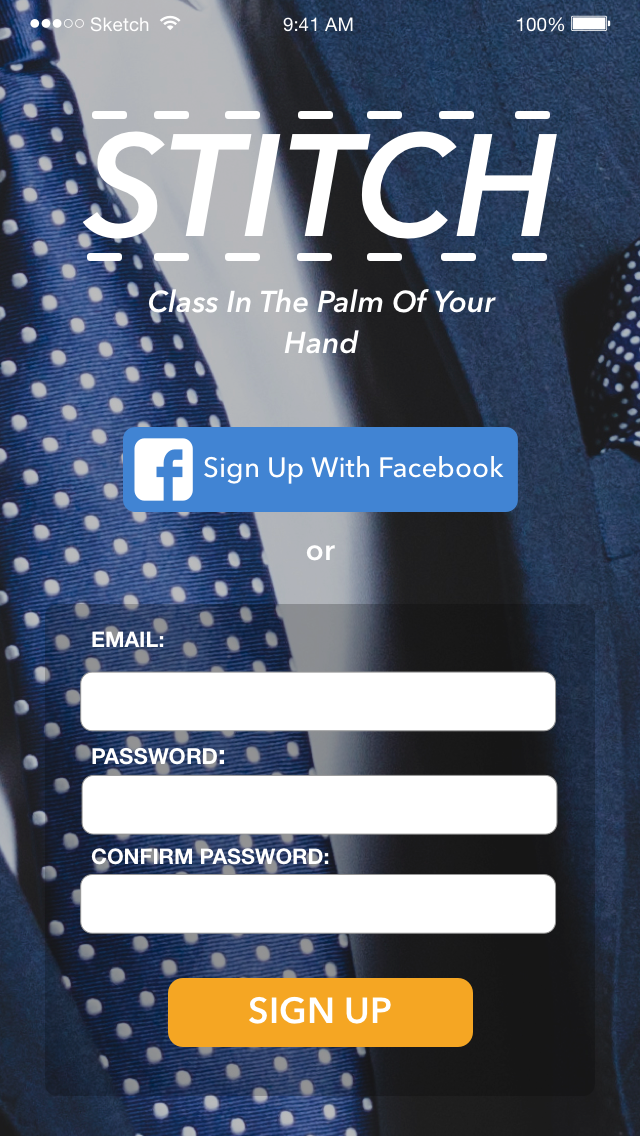 Sketch 9:41 AM 100%
STITCH
Class In The Palm Of Your
Hand
f Sign Up With Facebook
or
EMAIL:
PASSWORD:
CONFIRM PASSWORD:
SIGN UP